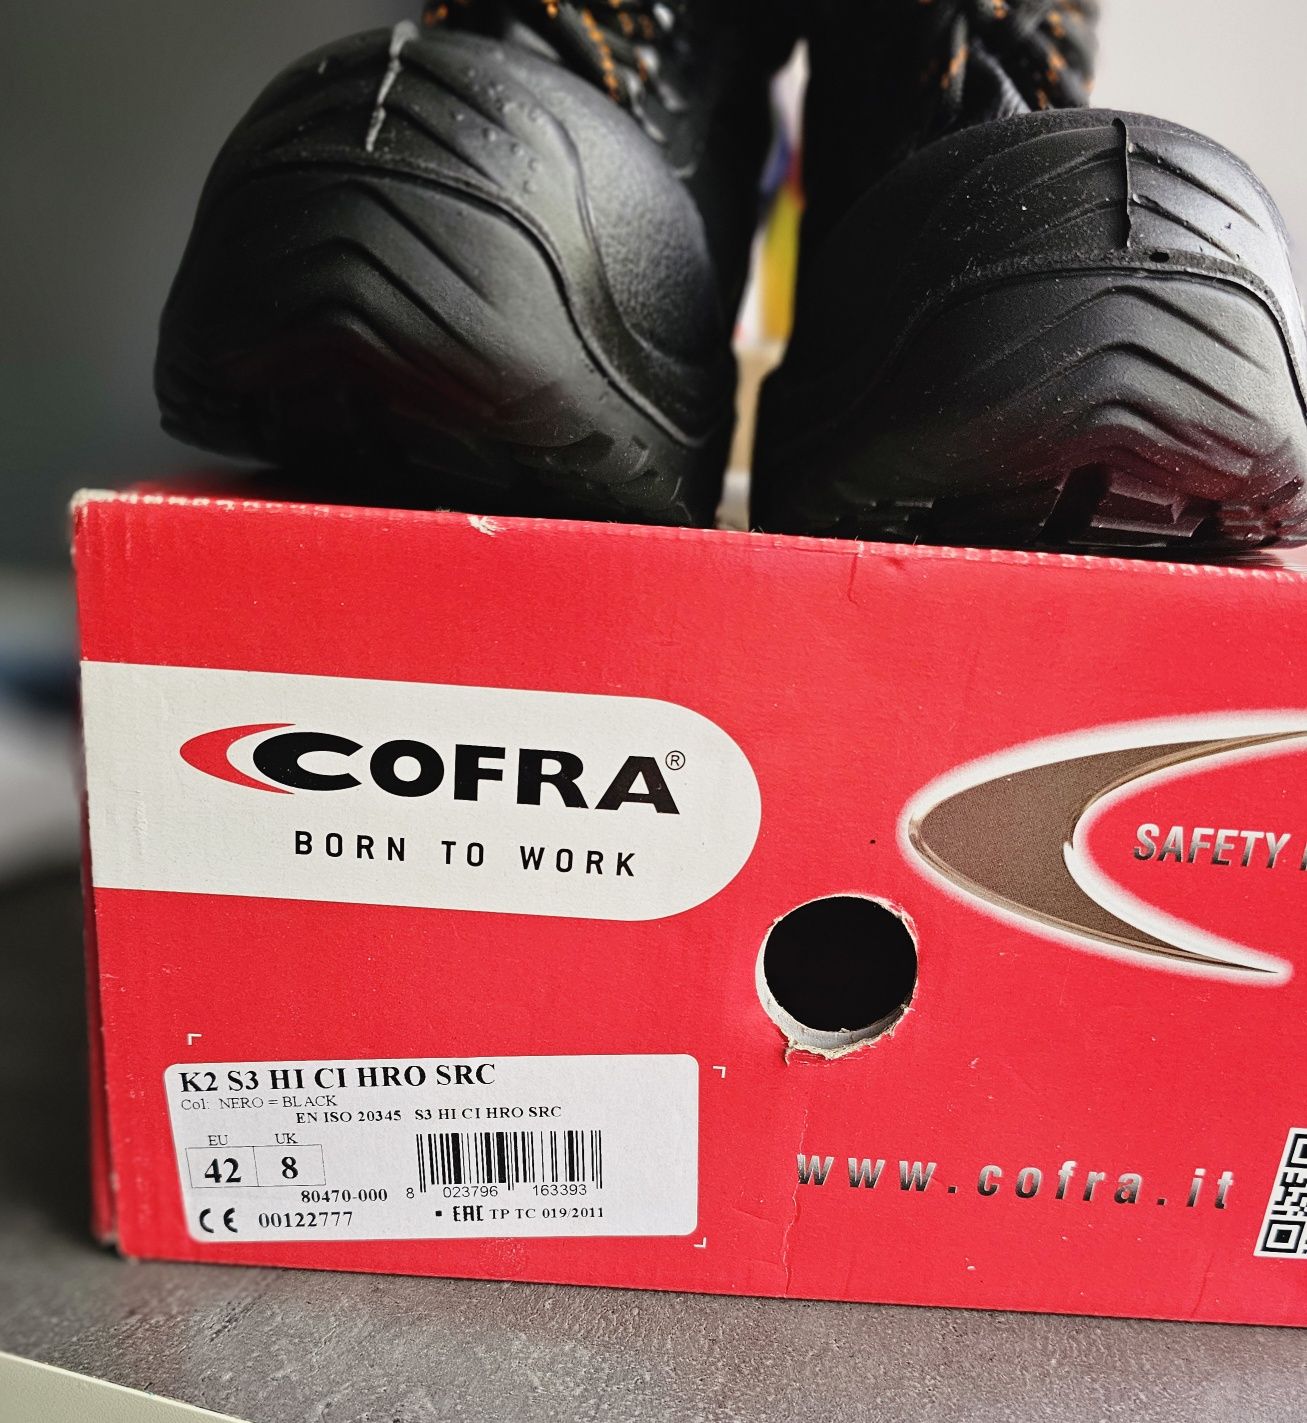 COFRA®
BORN TO WORK
SAFETY
K2 S3 HI CI HRO SRC
Col: NERO = BLACK
EN ISO 20345 S3 HI CI HRO SRC
EU UK
42 8
80470-000
8 023796 163393
CE 00122777
EAC TP TC 019/2011
www.cofra.it